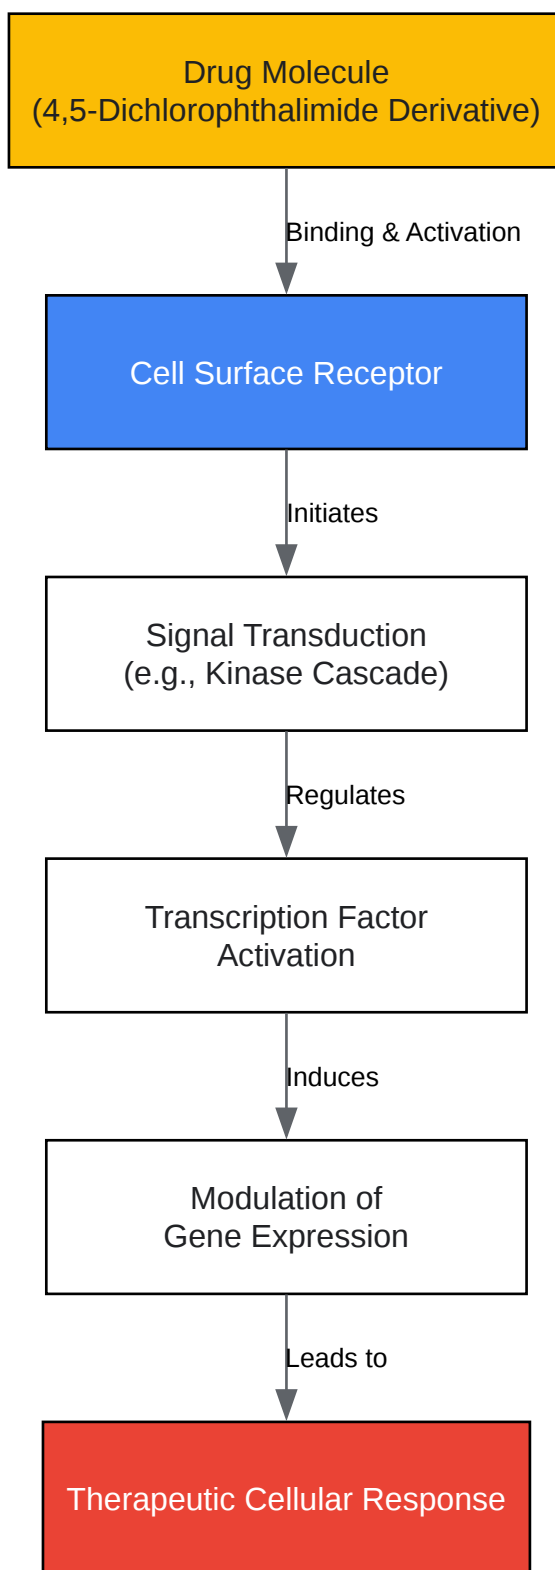 Drug Molecule
(4,5-Dichlorophthalimide Derivative)
Binding & Activation
Cell Surface Receptor
Initiates
Signal Transduction
(e.g., Kinase Cascade)
Regulates
Transcription Factor
Activation
Induces
Modulation of
Gene Expression
Leads to
Therapeutic Cellular Response